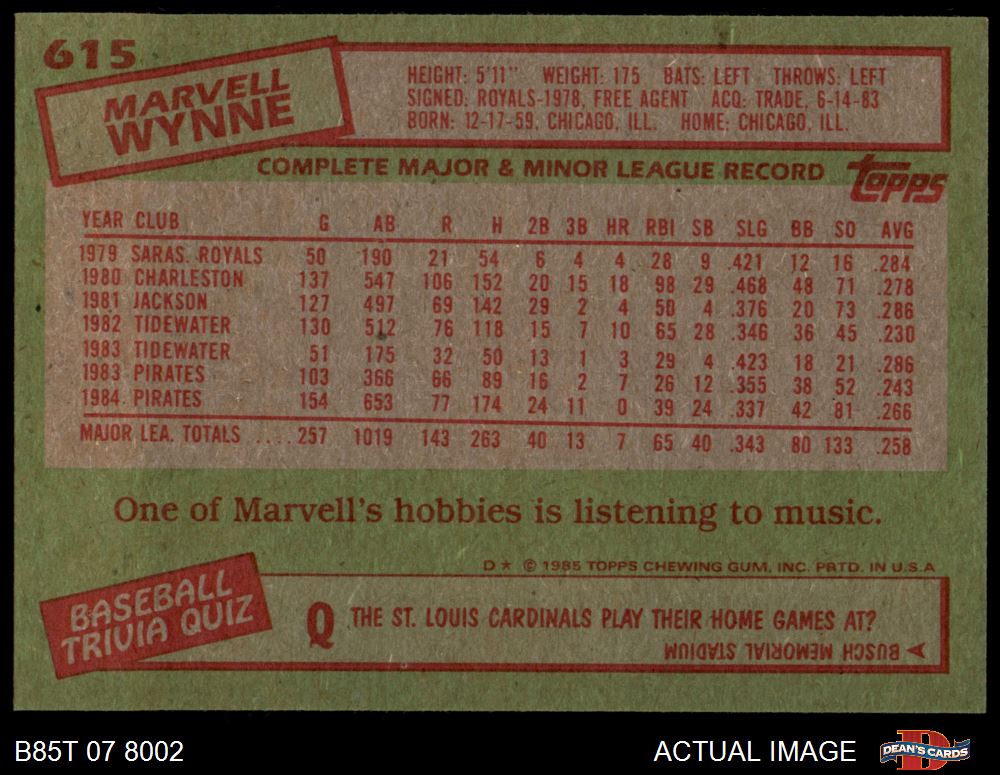 615
MARVELL
WYNNE
HEIGHT: 5'11" WEIGHT: 175 BATS: LEFT THROWS: LEFT
SIGNED: ROYALS-1978, FREE AGENT ACQ: TRADE, 6-14-83
BORN: 12-17-59, CHICAGO, ILL. HOME: CHICAGO, ILL.
COMPLETE MAJOR & MINOR LEAGUE RECORD
topps
YEAR CLUB G AB R H 2B 3B HR RBI SB SLG BB SO AVG
1979 SARAS. ROYALS 50 190 21 54 6 4 4 28 9 .421 12 16 .284
1980 CHARLESTON 137 547 106 152 20 15 18 98 29 .468 48 71 .278
1981 JACKSON 127 497 69 142 29 2 4 50 4 .376 20 73 .286
1982 TIDEWATER 130 512 76 118 15 7 10 65 28 .346 36 45 .230
1983 TIDEWATER 51 175 32 50 13 1 3 29 4 .423 18 21 .286
1983 PIRATES 103 366 66 89 16 2 7 26 12 .355 38 52 .243
1984 PIRATES 154 653 77 174 24 11 0 39 24 .337 42 81 .266
MAJOR LEA. TOTALS .... 257 1019 143 263 40 13 7 65 40 .343 80 133 .258
One of Marvell's hobbies is listening to music.
D* © 1985 TOPPS CHEWING GUM, INC. PRTD. IN U.S.A
BASEBALL
TRIVIA QUIZ
Q THE ST. LOUIS CARDINALS PLAY THEIR HOME GAMES AT?
BUSCH MEMORIAL STADIUM
B85T 07 8002
ACTUAL IMAGE
D
DEAN'S CARDS